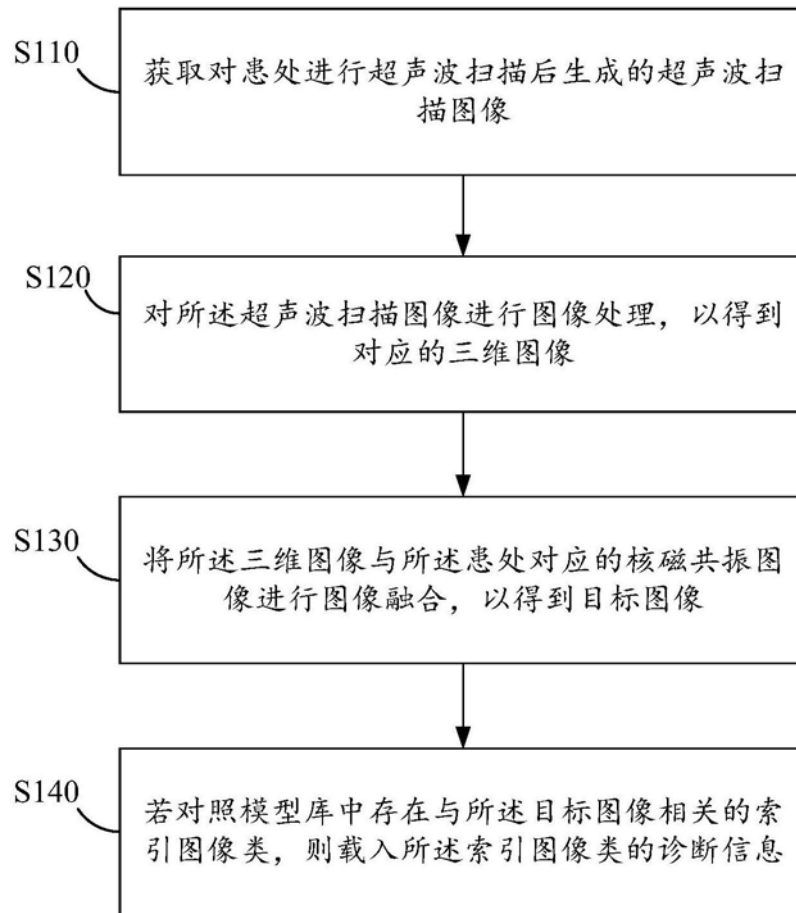 S110
获取对患处进行超声波扫描后生成的超声波扫
描图像
S120
对所述超声波扫描图像进行图像处理，以得到
对应的三维图像
S130
将所述三维图像与所述患处对应的核磁共振图
像进行图像融合，以得到目标图像
S140
若对照模型库中存在与所述目标图像相关的索
引图像类，则载入所述索引图像类的诊断信息